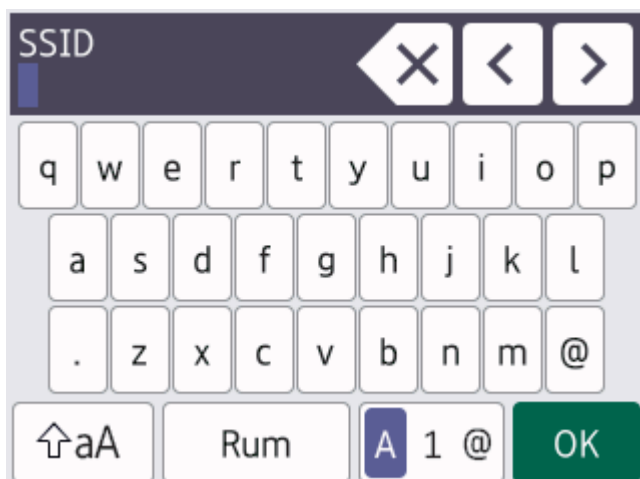 SSID
q w e r t y u i o p
a s d f g h j k l
. z x c v b n m @
aA Rum A 1 @ OK